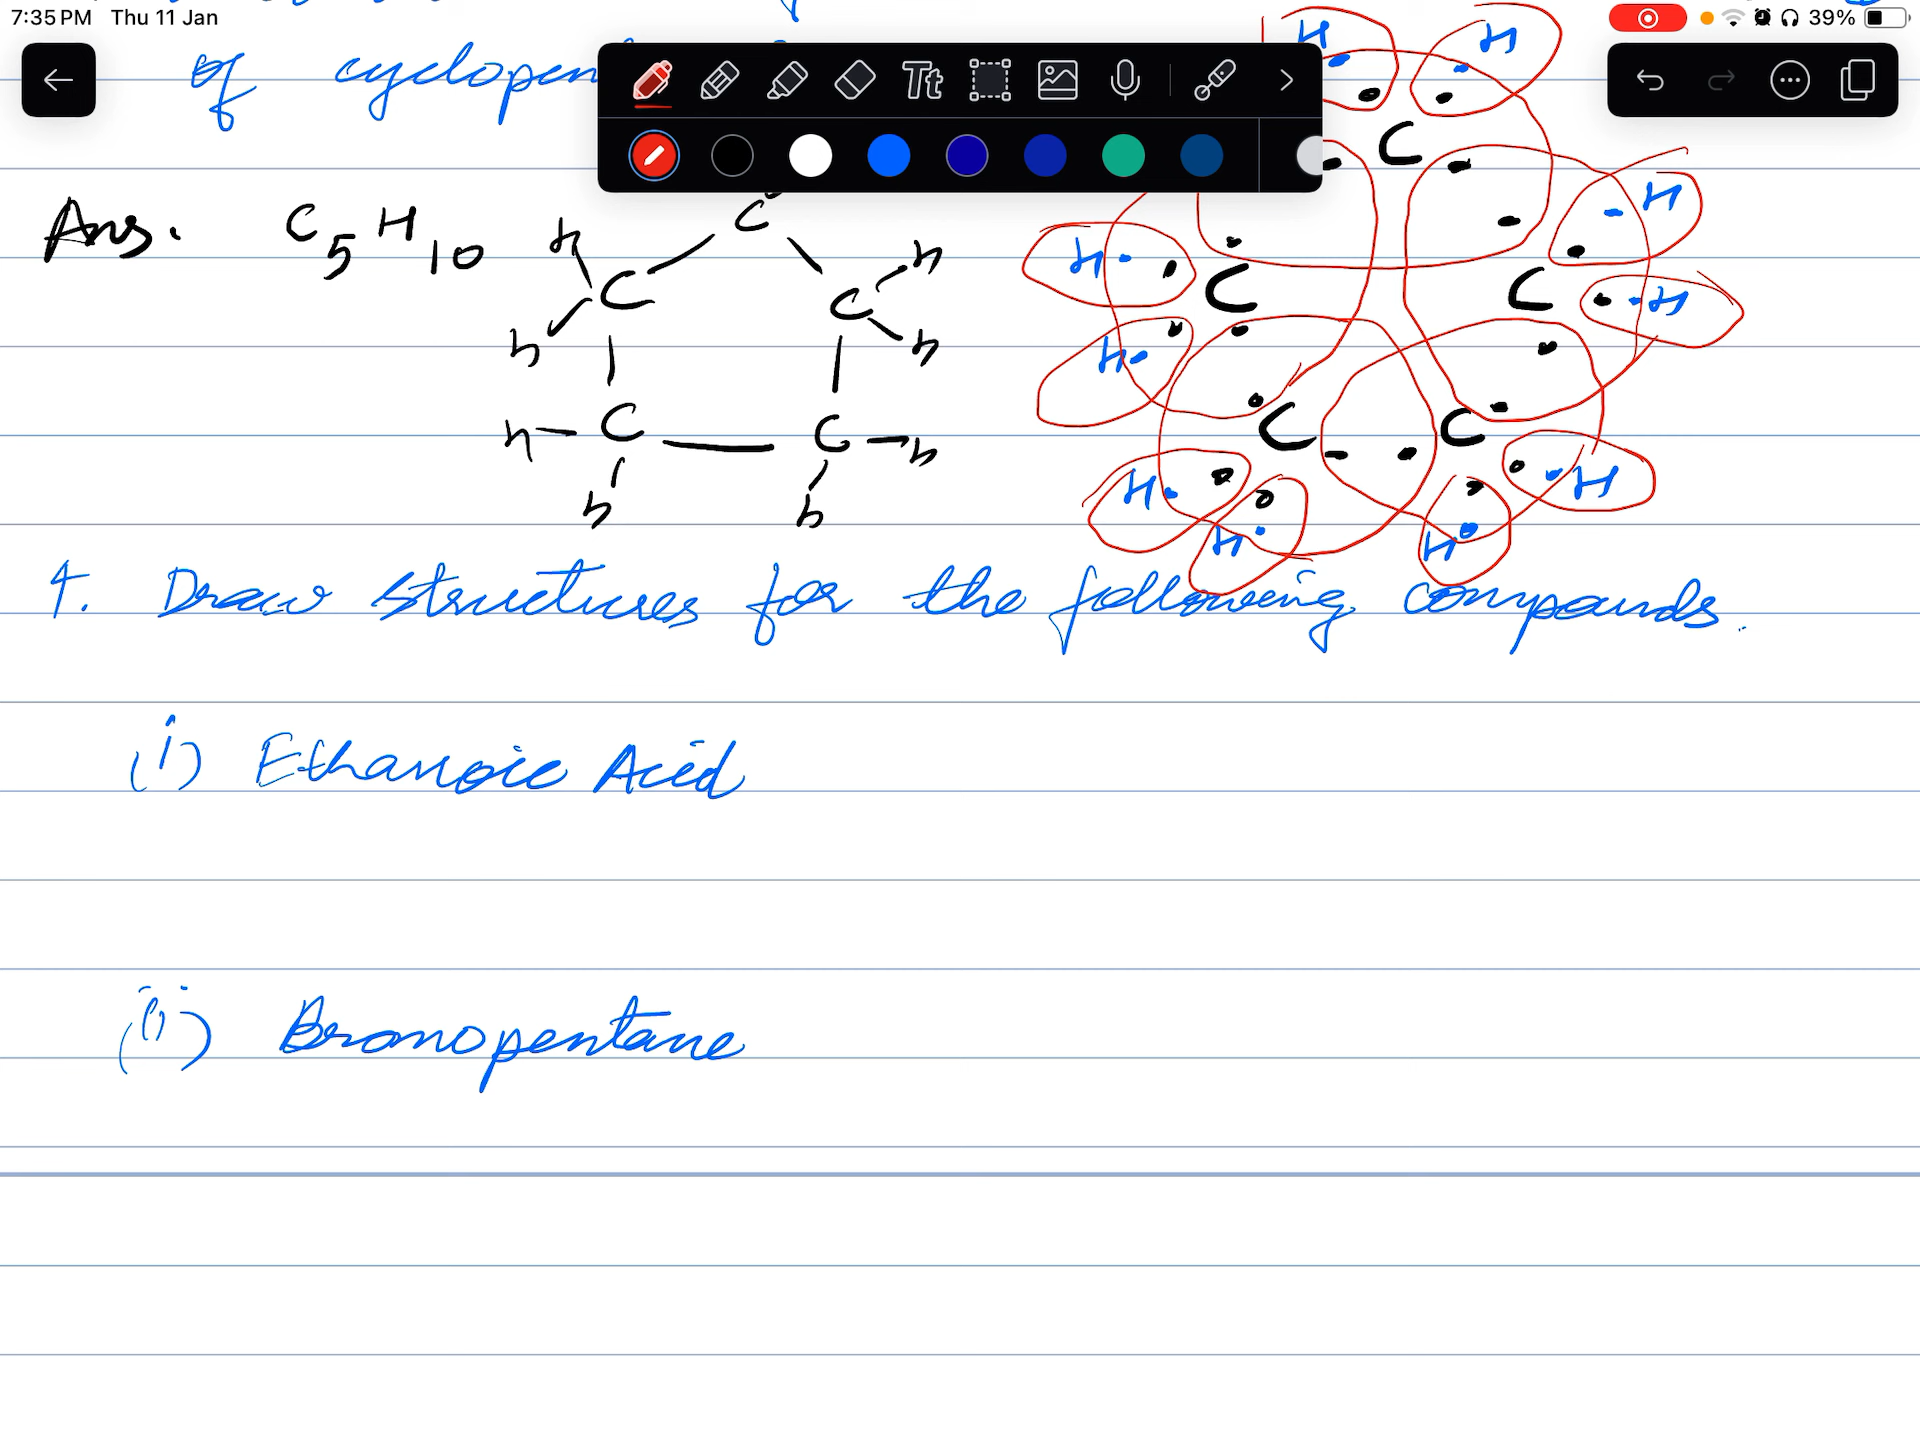 7:35 PM Thu 11 Jan
39%
of cyclopen
Tt
Ans. C5H10
C
H C C H
H H
H C C H
H H
H H
C
H C C H
H H
H C C H
H H
4. Draw structures for the following compounds.
(i) Ethanoic Acid
(ii) Bromopentane